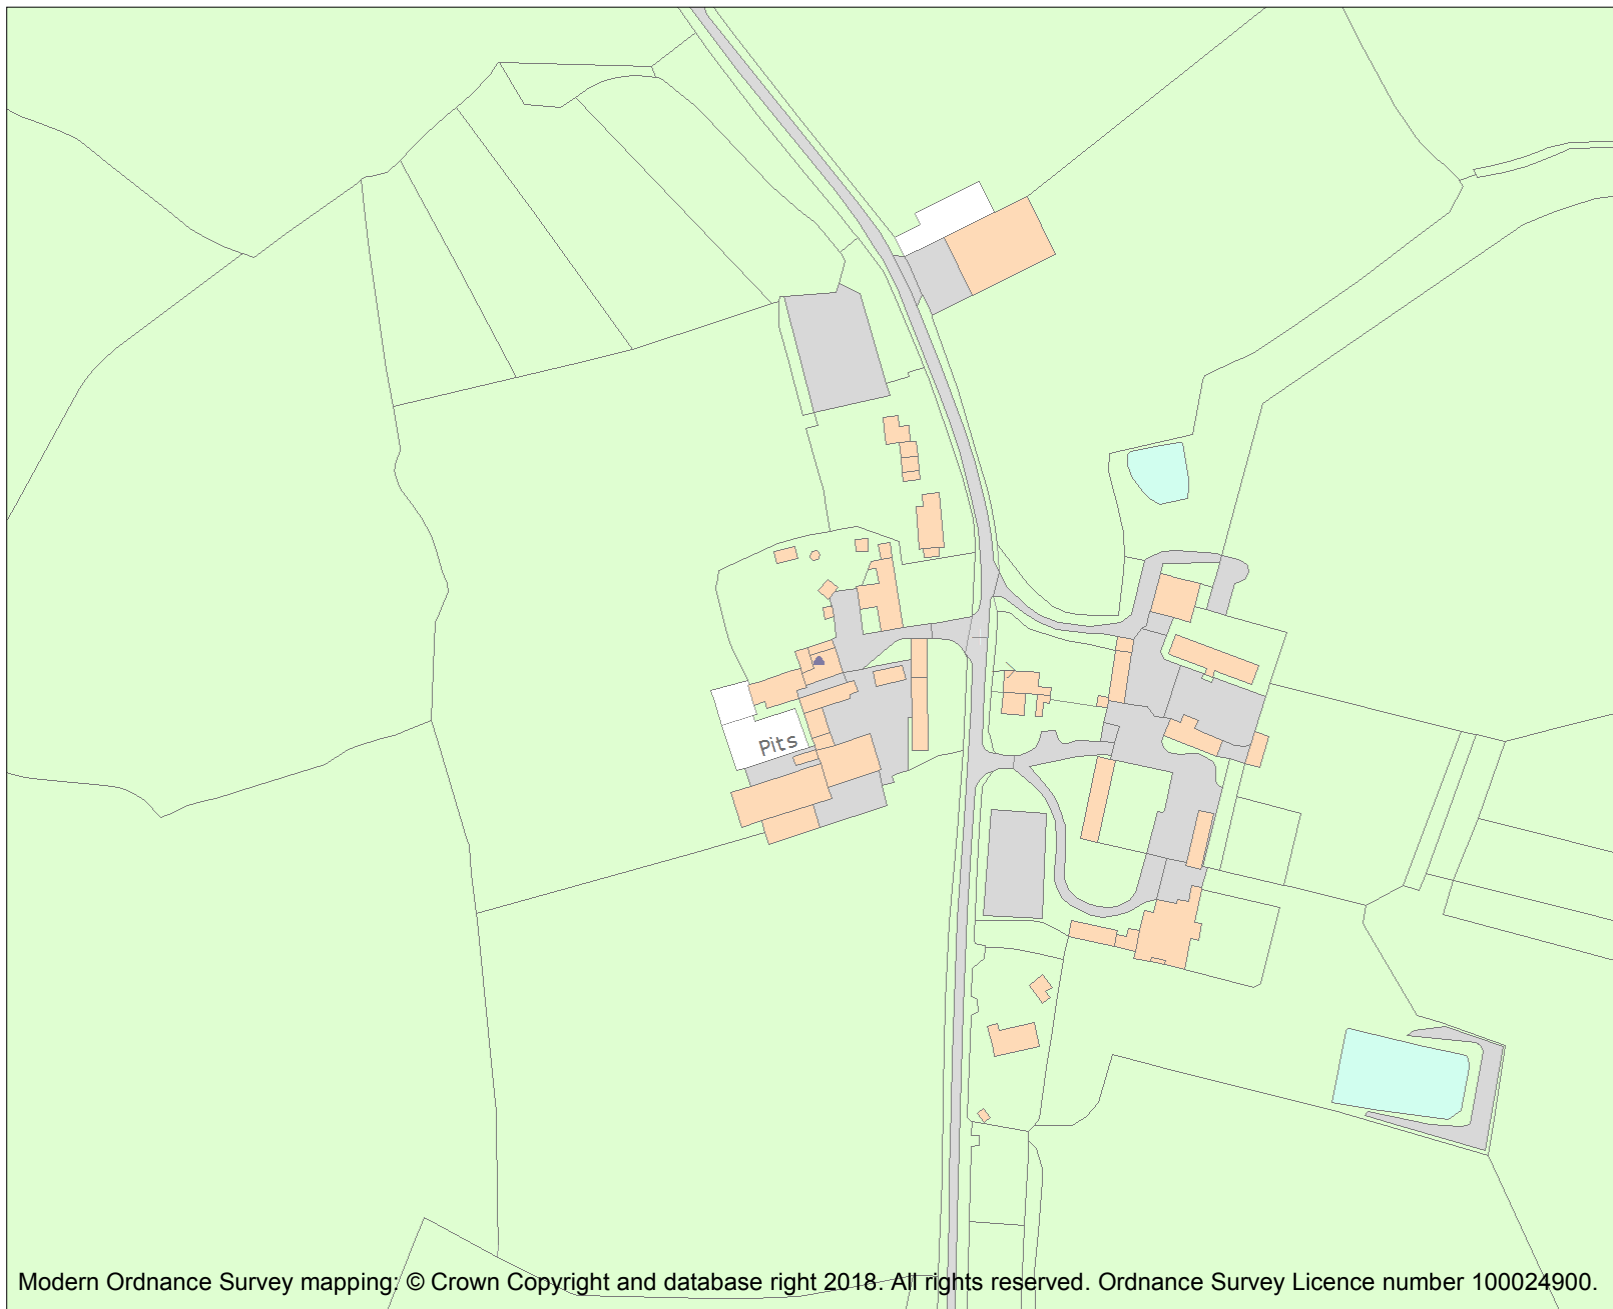 Pits
Modern Ordnance Survey mapping: © Crown Copyright and database right 2018. All rights reserved. Ordnance Survey Licence number 100024900.